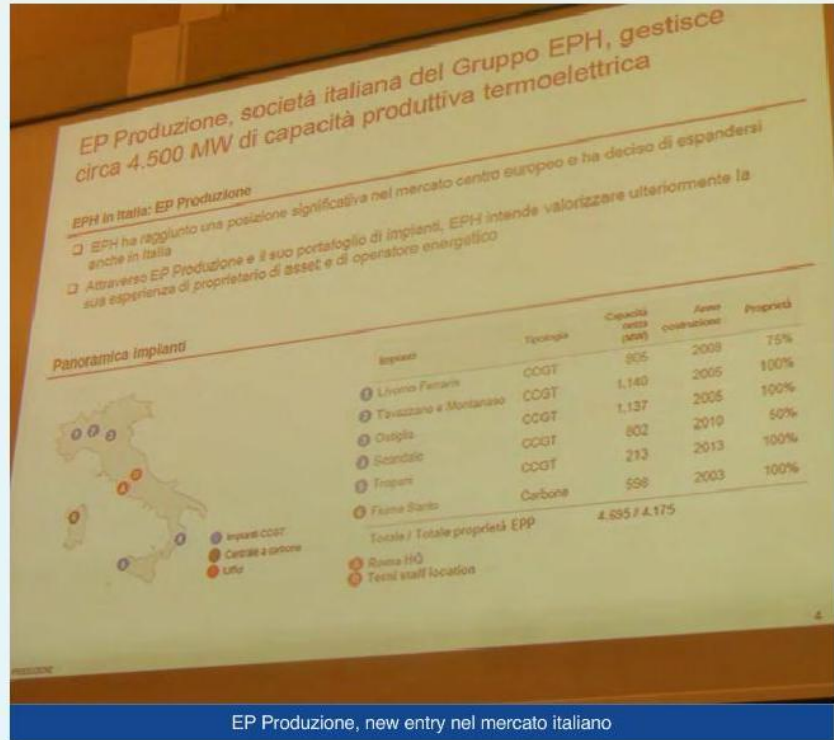 EP Produzione, società italiana del Gruppo EPH, gestisce
circa 4.500 MW di capacità produttiva termoelettrica
EPH in Italia: EP Produzione
❑ EPH ha raggiunto una posizione significativa nel mercato centro europeo e ha deciso di espandersi
anche in Italia
❑ Attraverso EP Produzione e il suo portafoglio di impianti, EPH intende valorizzare ulteriormente la
sua esperienza di proprietario di asset e di operatore energetico
Panoramica impianti
Impianti Tipologia Capacità netta (MW) Anno costruzione Proprietà
1 Livorno Ferraris CCGT 805 2008 75%
2 Tavazzano e Montanaso CCGT 1.140 2005 100%
3 Ostiglia CCGT 1.137 2005 100%
4 Scandale CCGT 802 2010 50%
5 Trapani CCGT 213 2013 100%
6 Fiume Santo Carbone 598 2003 100%
Totale / Totale proprietà EPP 4.695 / 4.175
Impianti CCGT
Centrale a carbone
Uffici
A Roma HQ
B Terni staff location
4
EP Produzione, new entry nel mercato italiano